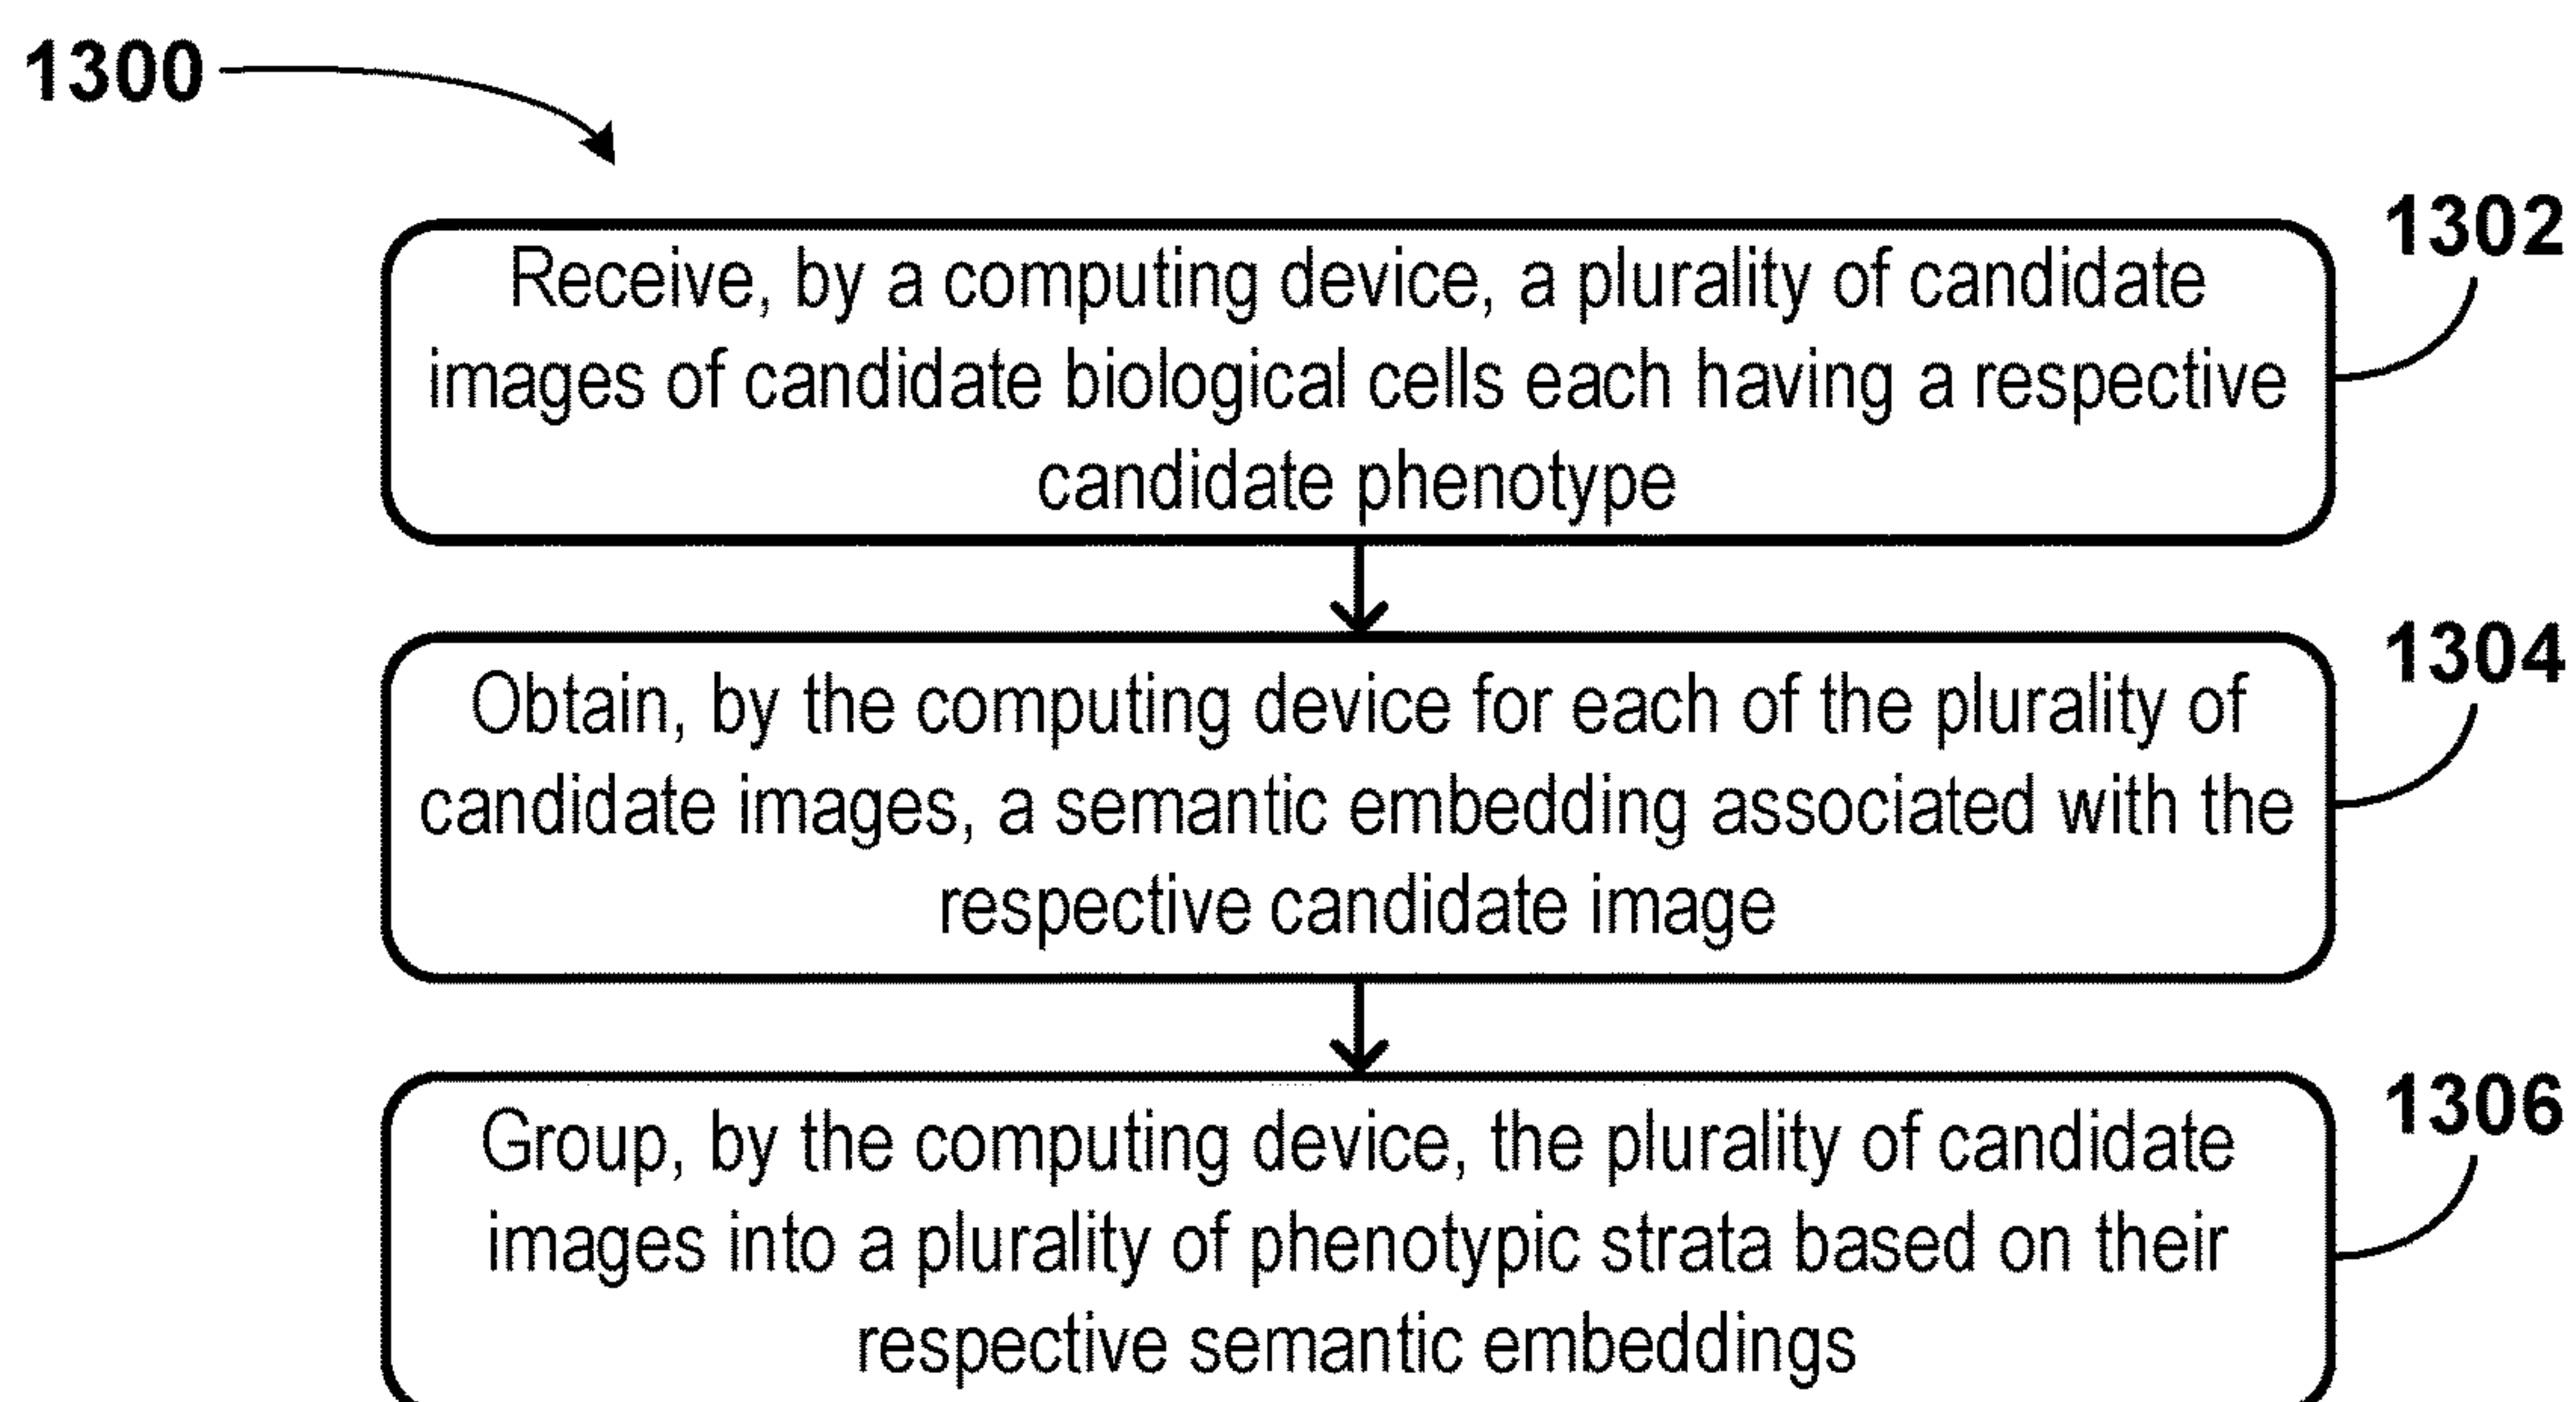 1300
1302
Receive, by a computing device, a plurality of candidate
images of candidate biological cells each having a respective
candidate phenotype
1304
Obtain, by the computing device for each of the plurality of
candidate images, a semantic embedding associated with the
respective candidate image
1306
Group, by the computing device, the plurality of candidate
images into a plurality of phenotypic strata based on their
respective semantic embeddings